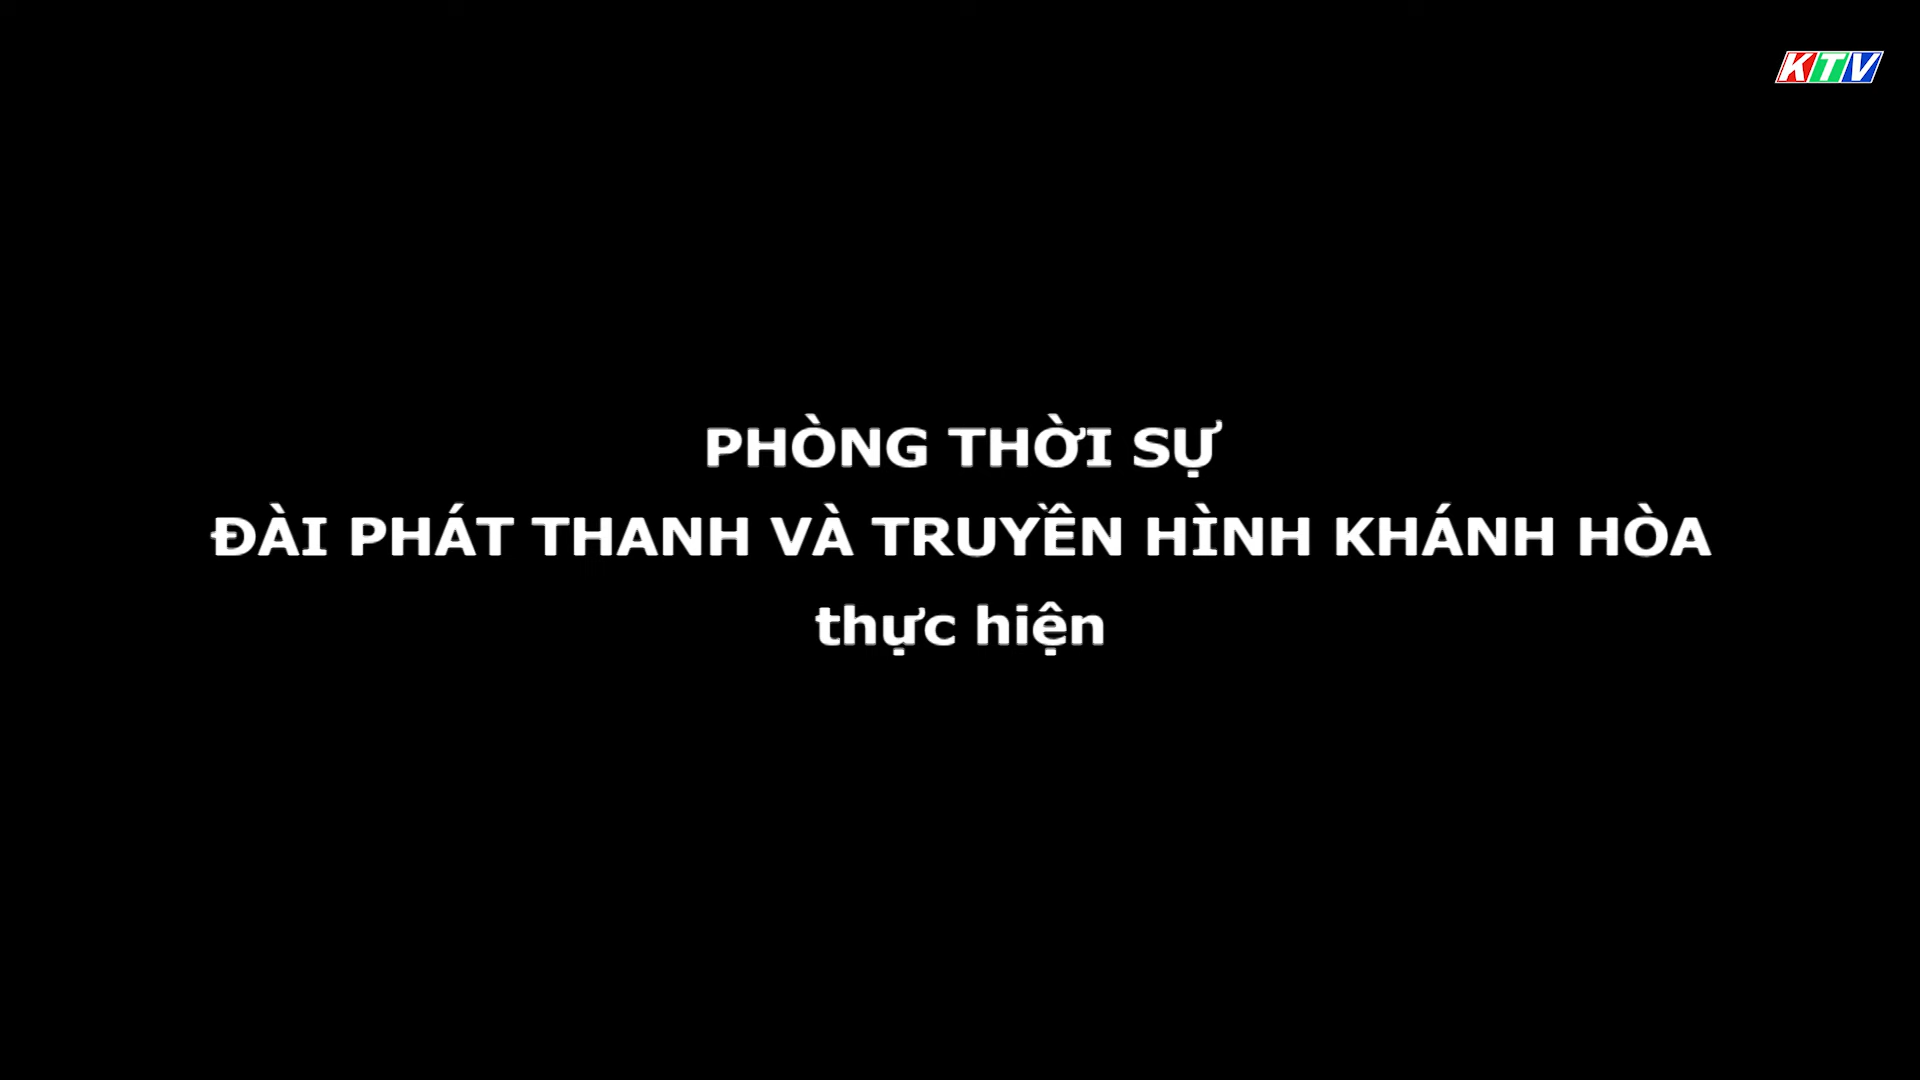 KTV
PHÒNG THỜI SỰ
ĐÀI PHÁT THANH VÀ TRUYỀN HÌNH KHÁNH HÒA
thực hiện